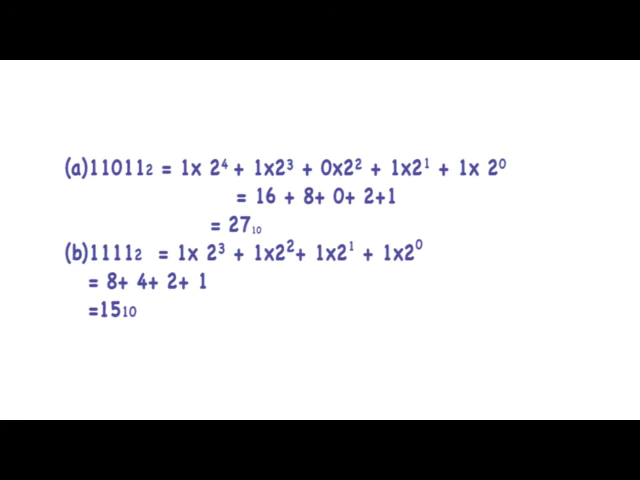 (a)11011₂ = 1x 2⁴ + 1x2³ + 0x2² + 1x2¹ + 1x 2⁰
= 16 + 8+ 0+ 2+1
= 27₁₀
(b)1111₂ = 1x 2³ + 1x2²+ 1x2¹ + 1x2⁰
= 8+ 4+ 2+ 1
=15₁₀